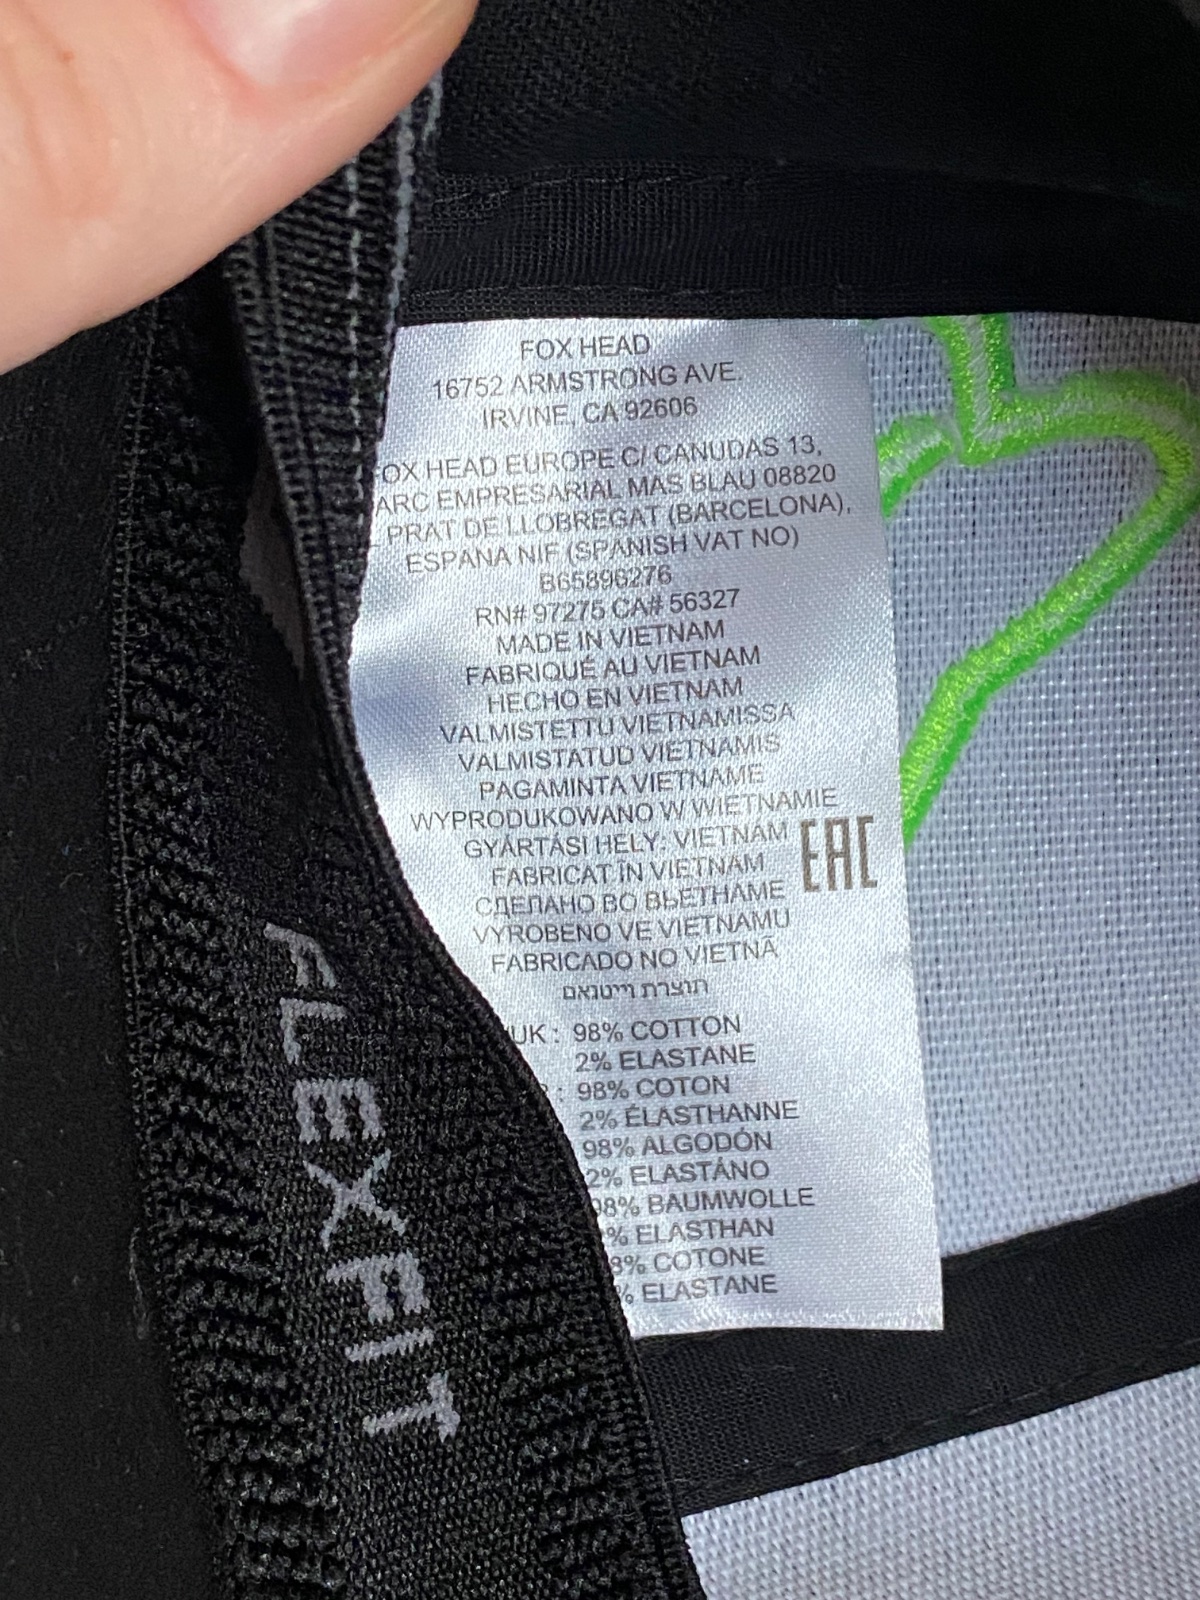 FOX HEAD
16752 ARMSTRONG AVE.
IRVINE, CA 92606
OX HEAD EUROPE C/ CANUDAS 13,
ARC EMPRESARIAL MAS BLAU 08820
PRAT DE LLOBREGAT (BARCELONA),
ESPANA NIF (SPANISH VAT NO)
B65896276
RN# 97275 CA# 56327
MADE IN VIETNAM
FABRIQUÉ AU VIETNAM
HECHO EN VIETNAM
VALMISTETTU VIETNAMISSA
VALMISTATUD VIETNAMIS
PAGAMINTA VIETNAME
WYPRODUKOWANO W WIETNAMIE
GYÁRTÁSI HELY: VIETNAM
FABRICAT ÎN VIETNAM
СДЕЛАНО ВО ВЬЕТНАМЕ
VYROBENO VE VIETNAMU
FABRICADO NO VIETNÃ
תוצרת וייטנאם
EAC
UK : 98% COTTON
2% ELASTANE
: 98% COTON
2% ÉLASTHANNE
98% ALGODÓN
2% ELASTÁNO
98% BAUMWOLLE
% ELASTHAN
8% COTONE
% ELASTANE
FLEXFIT